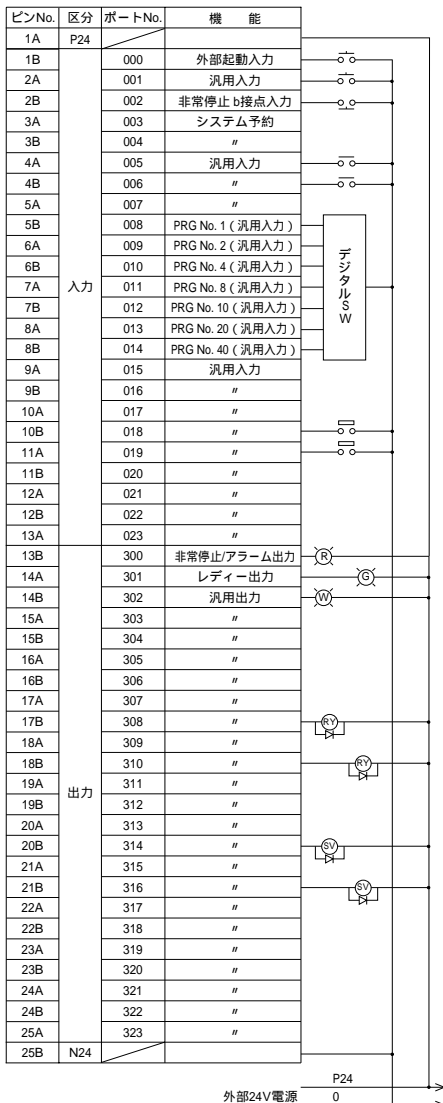 ピンNo. 区分 ポートNo. 機 能
1A P24
1B 000 外部起動入力
2A 001 汎用入力
2B 002 非常停止 b接点入力
3A 003 システム予約
3B 004 〃
4A 005 汎用入力
4B 006 〃
5A 007 〃
5B 008 PRG No. 1（汎用入力）
6A 009 PRG No. 2（汎用入力）
6B 010 PRG No. 4（汎用入力）
7A 入力 011 PRG No. 8（汎用入力）
7B 012 PRG No. 10（汎用入力）
8A 013 PRG No. 20（汎用入力）
8B 014 PRG No. 40（汎用入力）
デジタルSW
9A 015 汎用入力
9B 016 〃
10A 017 〃
10B 018 〃
11A 019 〃
11B 020 〃
12A 021 〃
12B 022 〃
13A 023 〃
13B 300 非常停止/アラーム出力 R
14A 301 レディー出力 G
14B 302 汎用出力 W
15A 303 〃
15B 304 〃
16A 305 〃
16B 306 〃
17A 307 〃
17B 308 〃 RY
18A 309 〃
18B 310 〃 RY
19A 出力 311 〃
19B 312 〃
20A 313 〃
20B 314 〃 SV
21A 315 〃
21B 316 〃 SV
22A 317 〃
22B 318 〃
23A 319 〃
23B 320 〃
24A 321 〃
24B 322 〃
25A 323 〃
25B N24
P24
外部24V電源 0